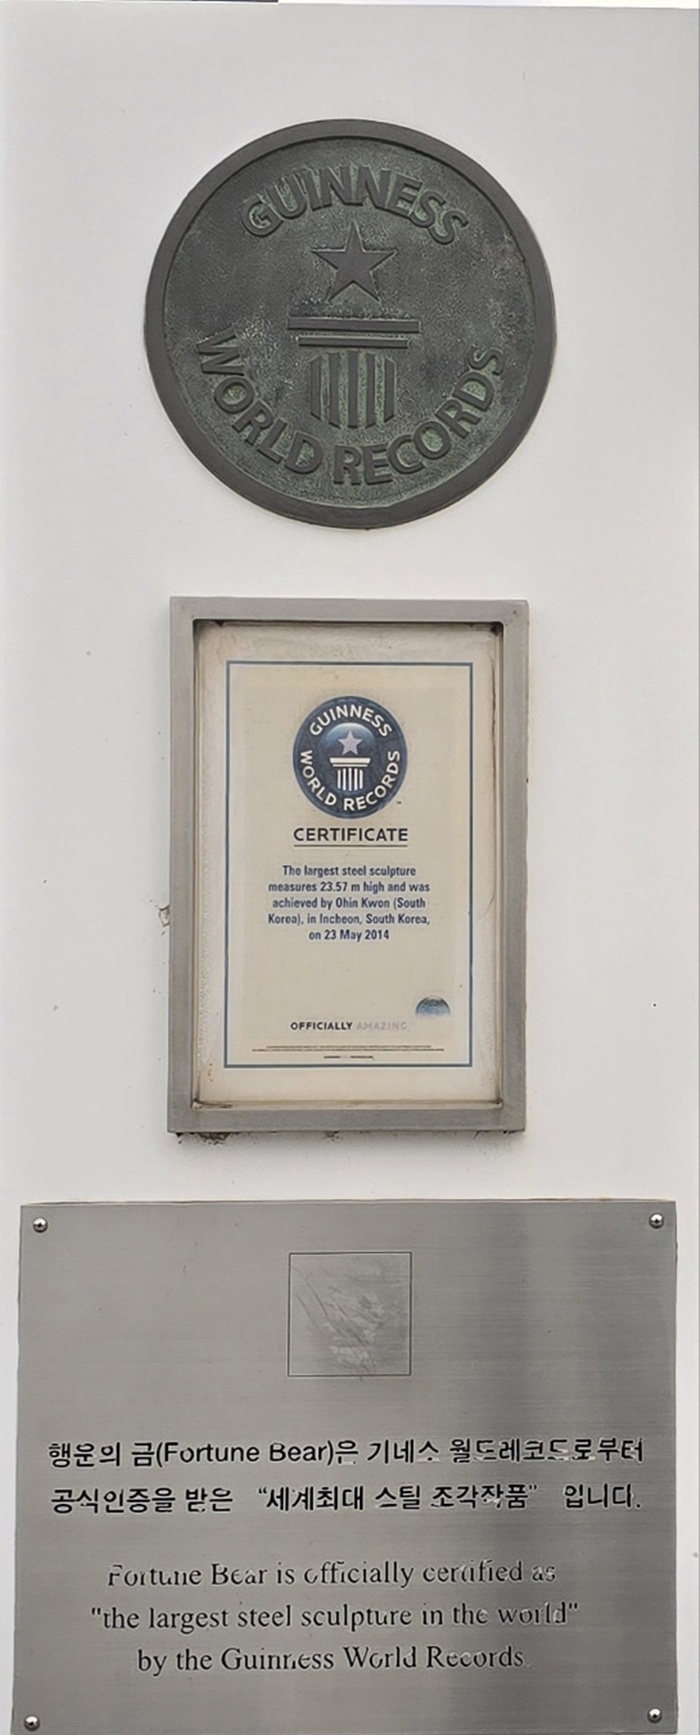 GUINNESS
WORLD RECORDS
GUINNESS
WORLD RECORDS
CERTIFICATE
The largest steel sculpture
measures 23.57 m high and was
achieved by Ohin Kwon (South
Korea), in Incheon, South Korea,
on 23 May 2014
OFFICIALLY AMAZING
행운의 금(Fortune Bear)은 기네스 월드레코드로부터
공식인증을 받은 “세계최대 스틸 조각작품” 입니다.
Fortune Bear is officially certified as
"the largest steel sculpture in the world"
by the Guinness World Records.